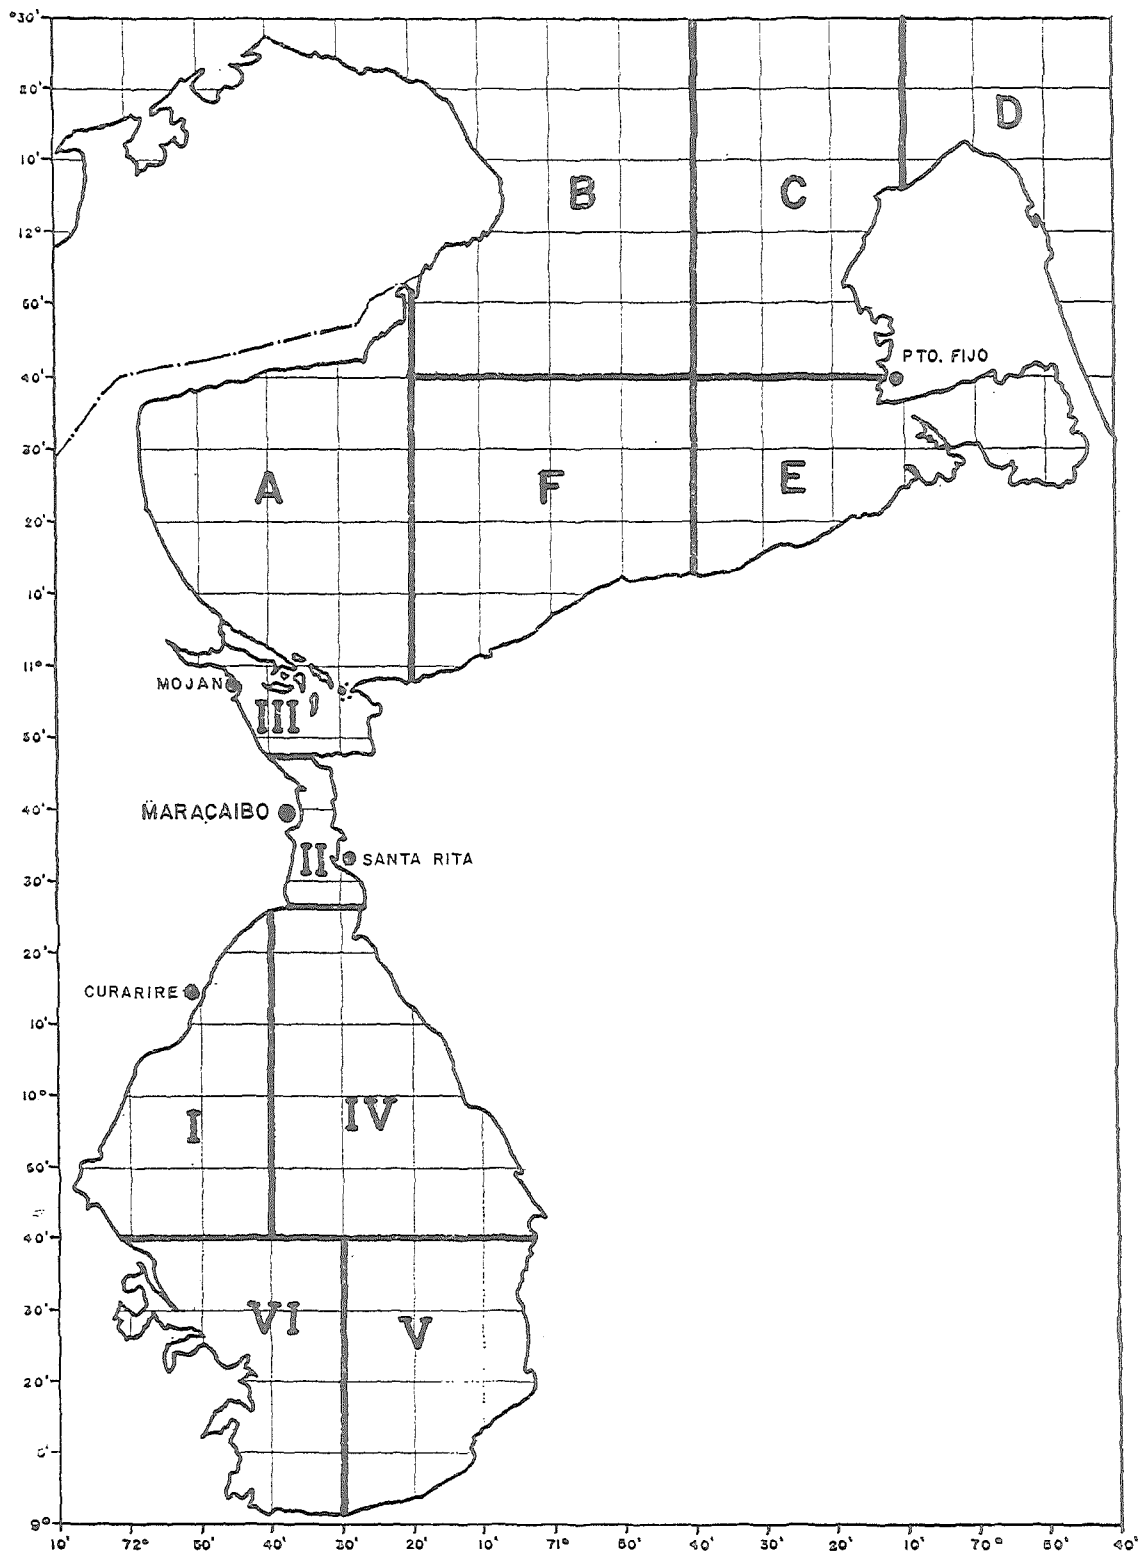 °30'
20'
D
10'
B
C
12°
50'
PTO. FIJO
40'
30'
A
F
E
20'
10'
11°
MOJAN
III
50'
40'
MARACAIBO
II
SANTA RITA
30'
20'
CURARIRE
10'
10°
I
IV
50'
40'
30'
VI
V
20'
9°
10' 72° 50' 40' 30' 20' 10' 71° 50' 40' 30' 20' 10' 70° 50' 40'